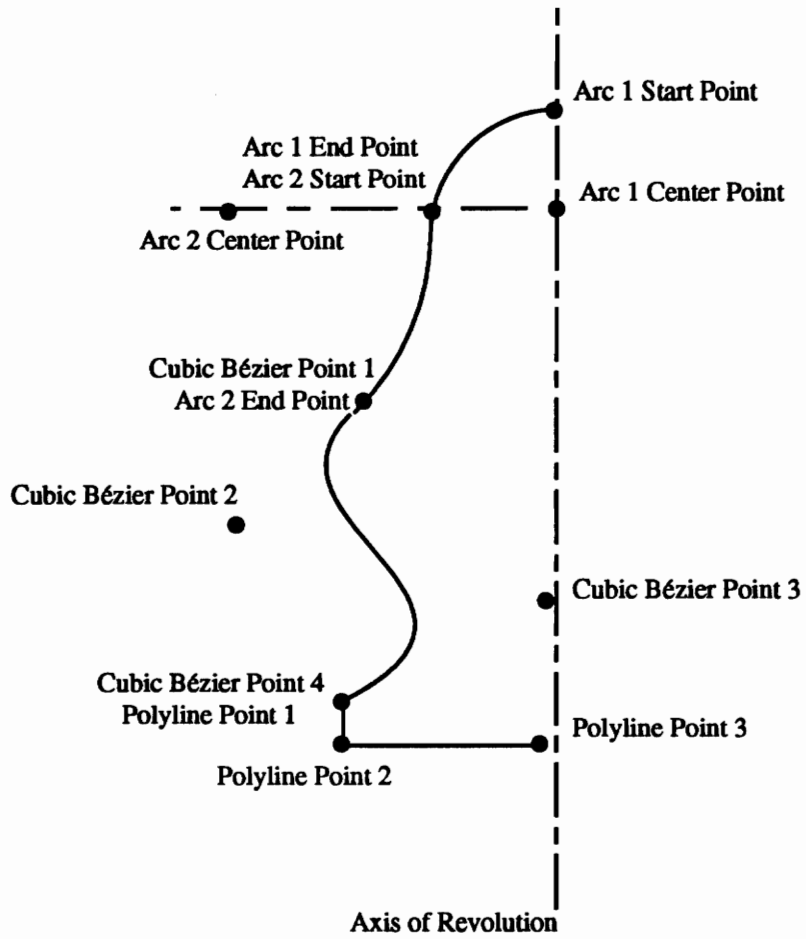 Arc 1 Start Point
Arc 1 End Point
Arc 2 Start Point
Arc 1 Center Point
Arc 2 Center Point
Cubic Bézier Point 1
Arc 2 End Point
Cubic Bézier Point 2
Cubic Bézier Point 3
Cubic Bézier Point 4
Polyline Point 1
Polyline Point 3
Polyline Point 2
Axis of Revolution